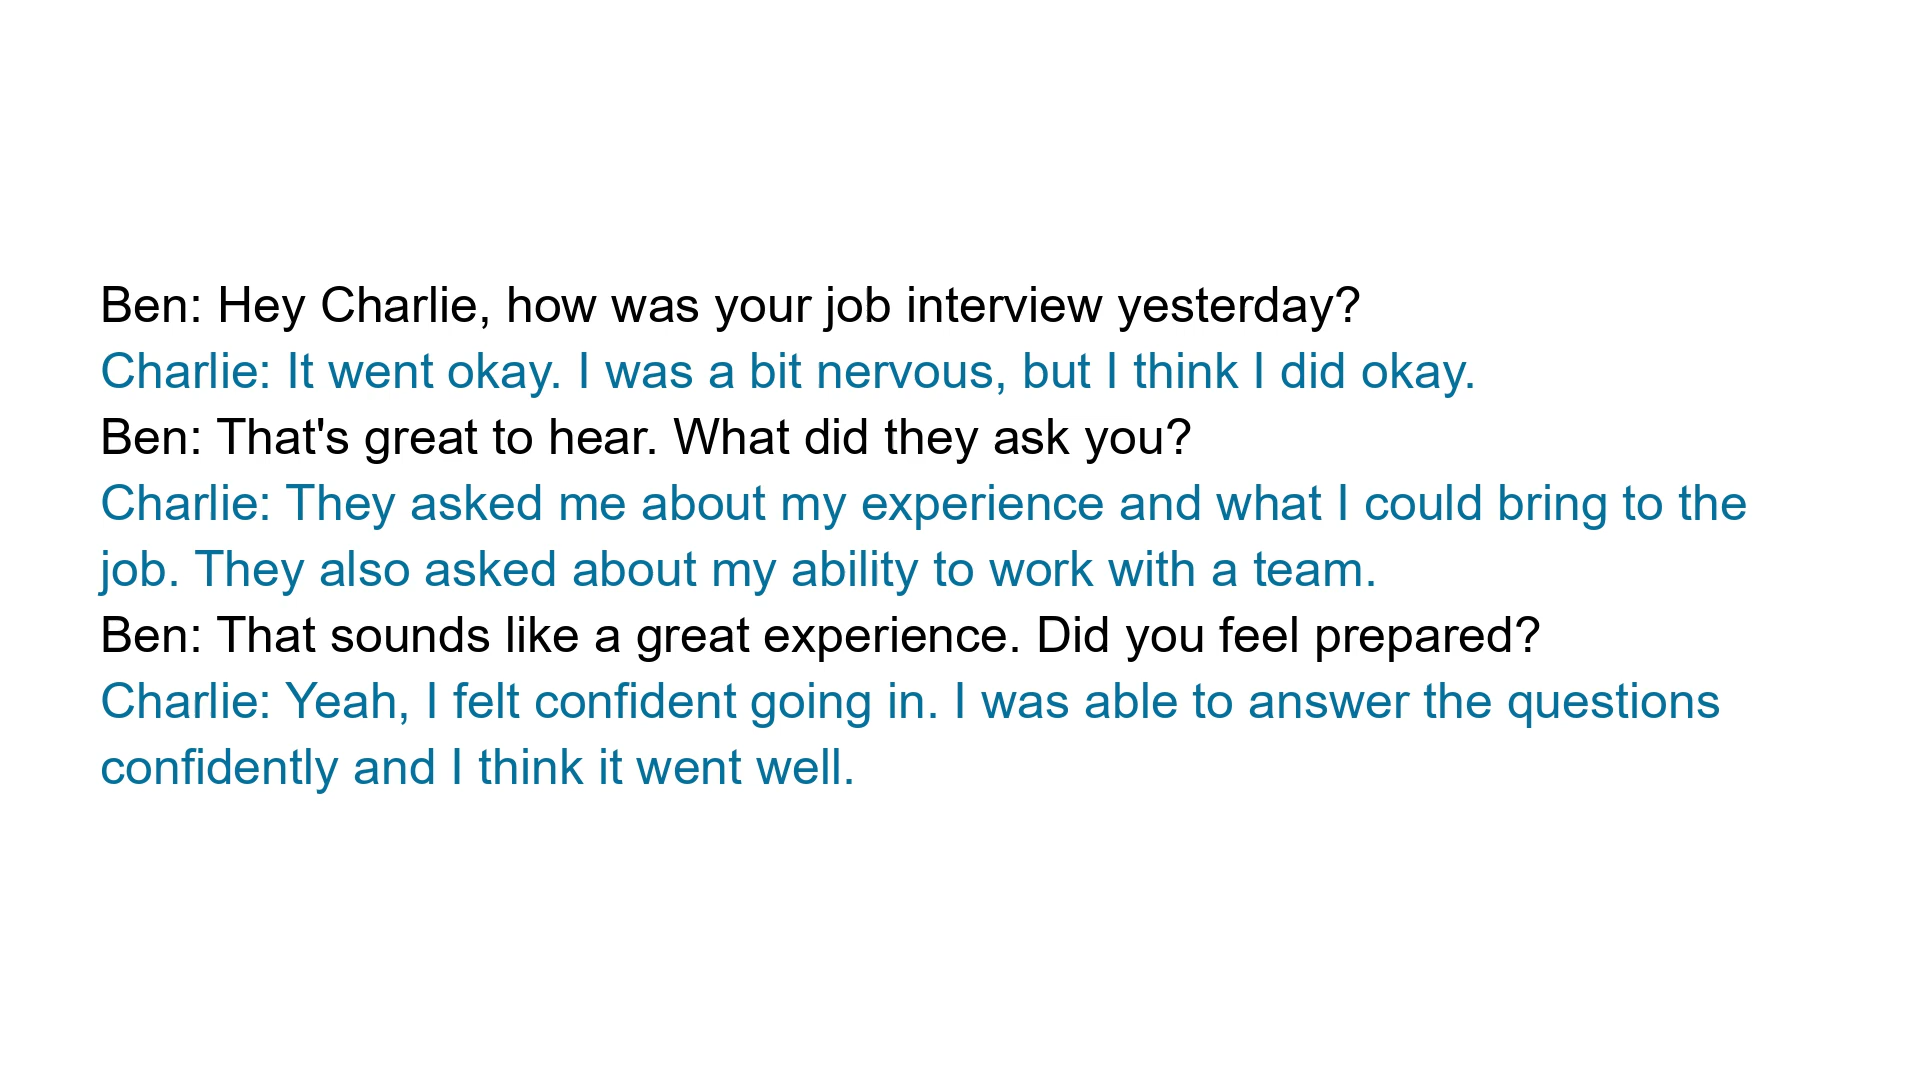 Ben: Hey Charlie, how was your job interview yesterday?
Charlie: It went okay. I was a bit nervous, but I think I did okay.
Ben: That's great to hear. What did they ask you?
Charlie: They asked me about my experience and what I could bring to the
job. They also asked about my ability to work with a team.
Ben: That sounds like a great experience. Did you feel prepared?
Charlie: Yeah, I felt confident going in. I was able to answer the questions
confidently and I think it went well.